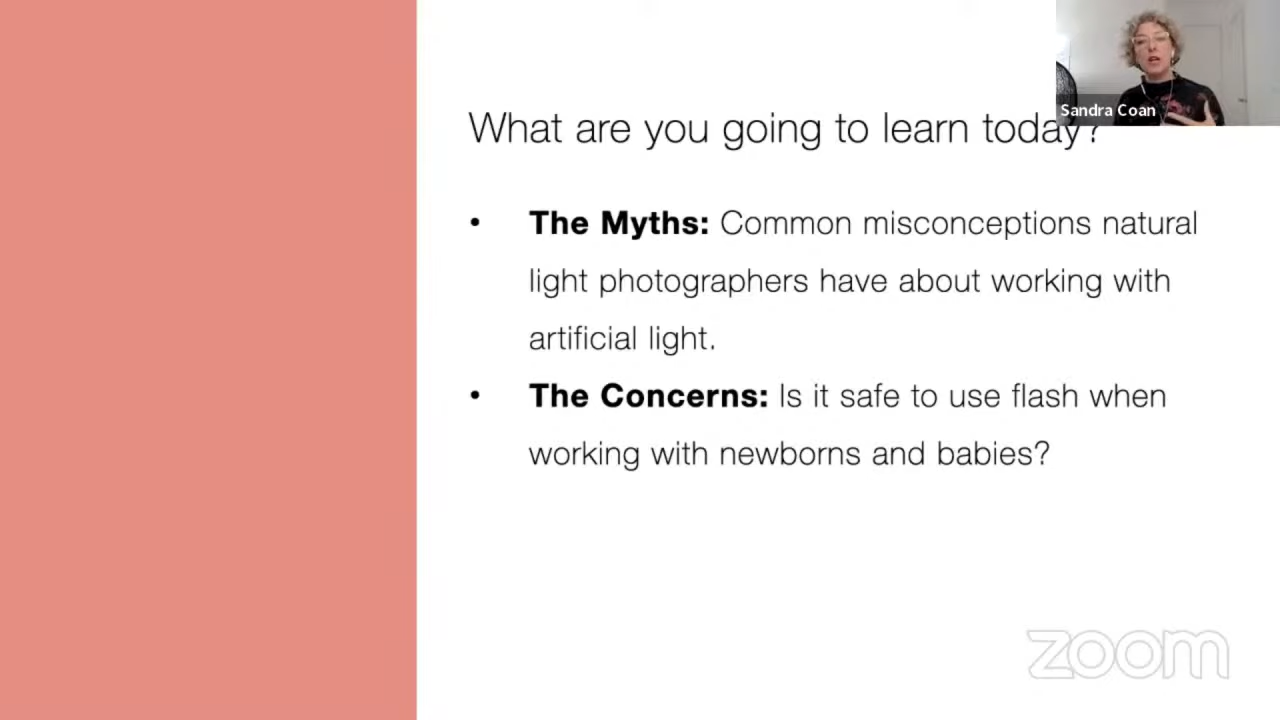 Sandra Coan
What are you going to learn today?
• The Myths: Common misconceptions natural
light photographers have about working with
artificial light.
• The Concerns: Is it safe to use flash when
working with newborns and babies?
zoom